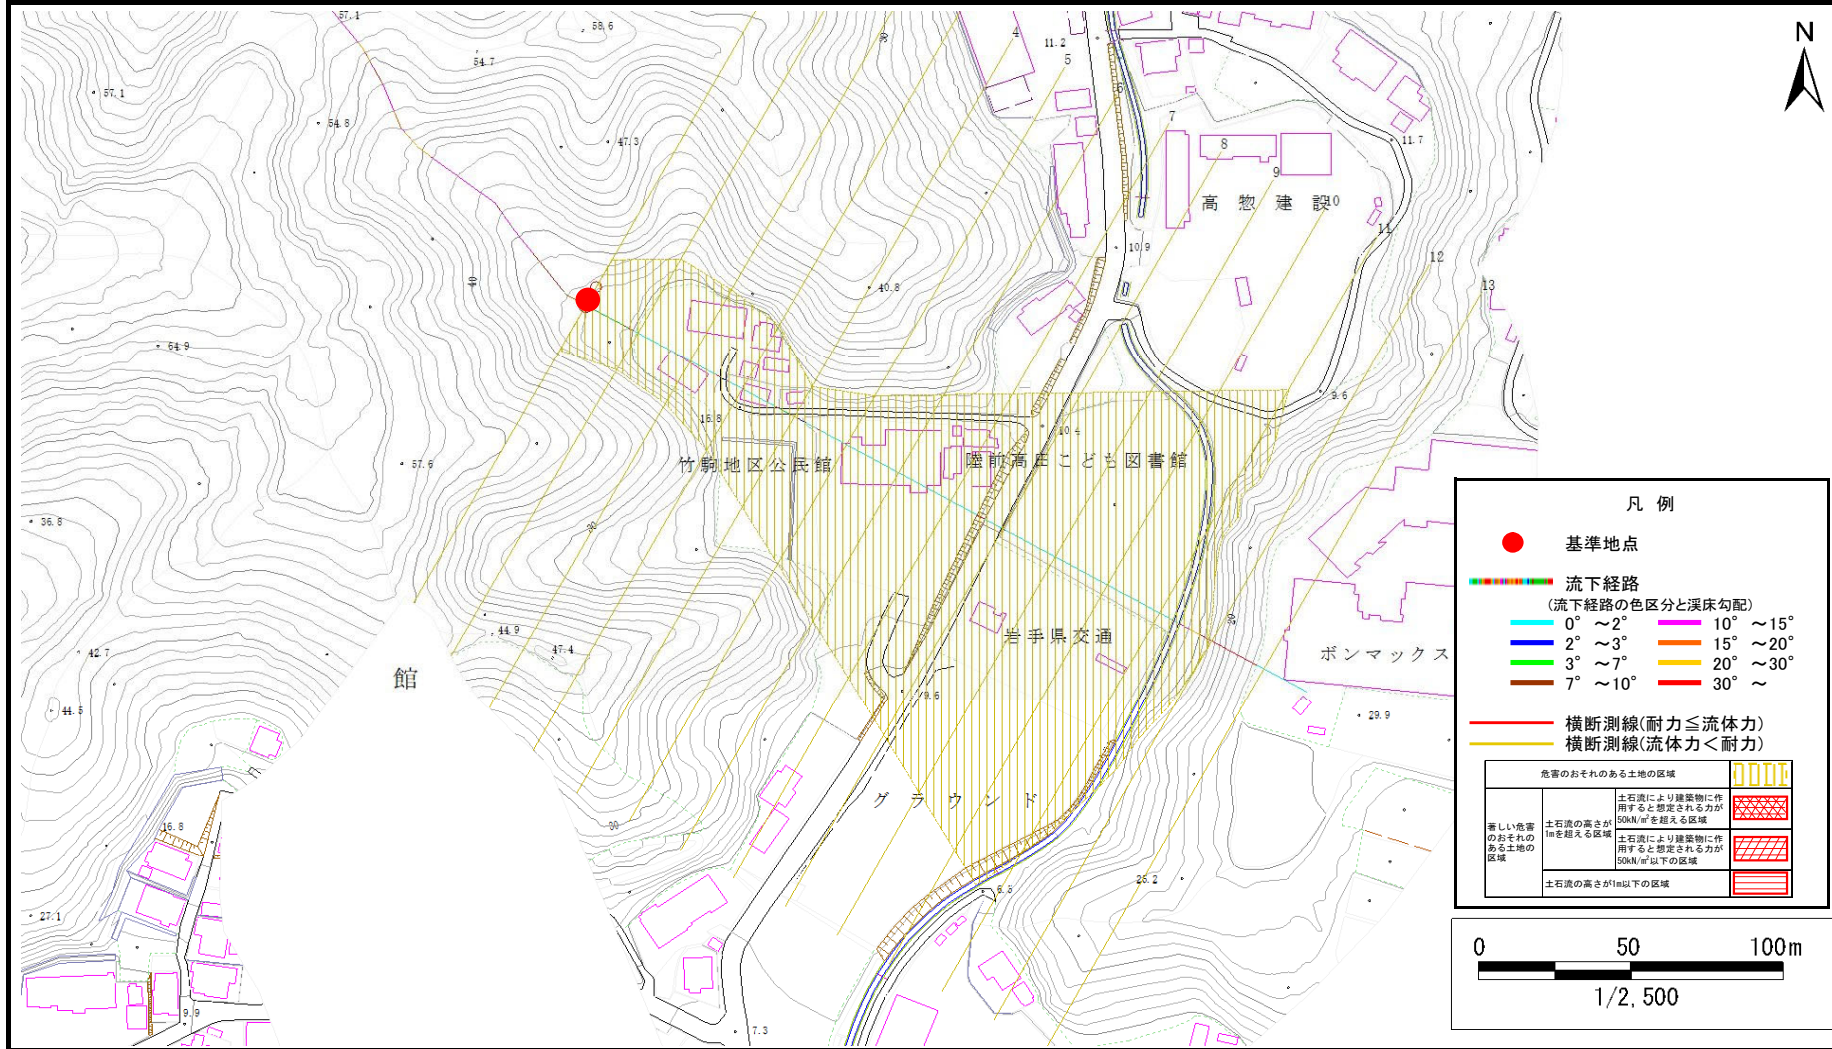 N
57.1
58.6
54.7
57.1
54.8
47.3
30
4
11.2
5
6
7
8
9
10
11
12
13
11.7
高惣建設
10.9
40
40.8
64.9
9.6
16.8
10.4
竹駒地区公民館
陸前高田こども図書館
57.6
36.8
20
20
岩手県交通
ボンマックス
44.9
47.4
42.7
44.5
館
9.6
29.9
グラウンド
30
16.8
27.1
25.2
6.3
9.9
7.3
凡 例
基準地点
流下経路
(流下経路の色区分と渓床勾配)
0° ~2° 10° ~15°
2° ~3° 15° ~20°
3° ~7° 20° ~30°
7° ~10° 30° ~
横断測線(耐力≦流体力)
横断測線(流体力<耐力)
危害のおそれのある土地の区域
著しい危害
のおそれの
ある土地の
区域
土石流の高さが
1mを超える区域
土石流により建築物に作
用すると想定される力が
50kN/㎡を超える区域
土石流により建築物に作
用すると想定される力が
50kN/㎡以下の区域
土石流の高さが1m以下の区域
0 50 100m
1/2,500